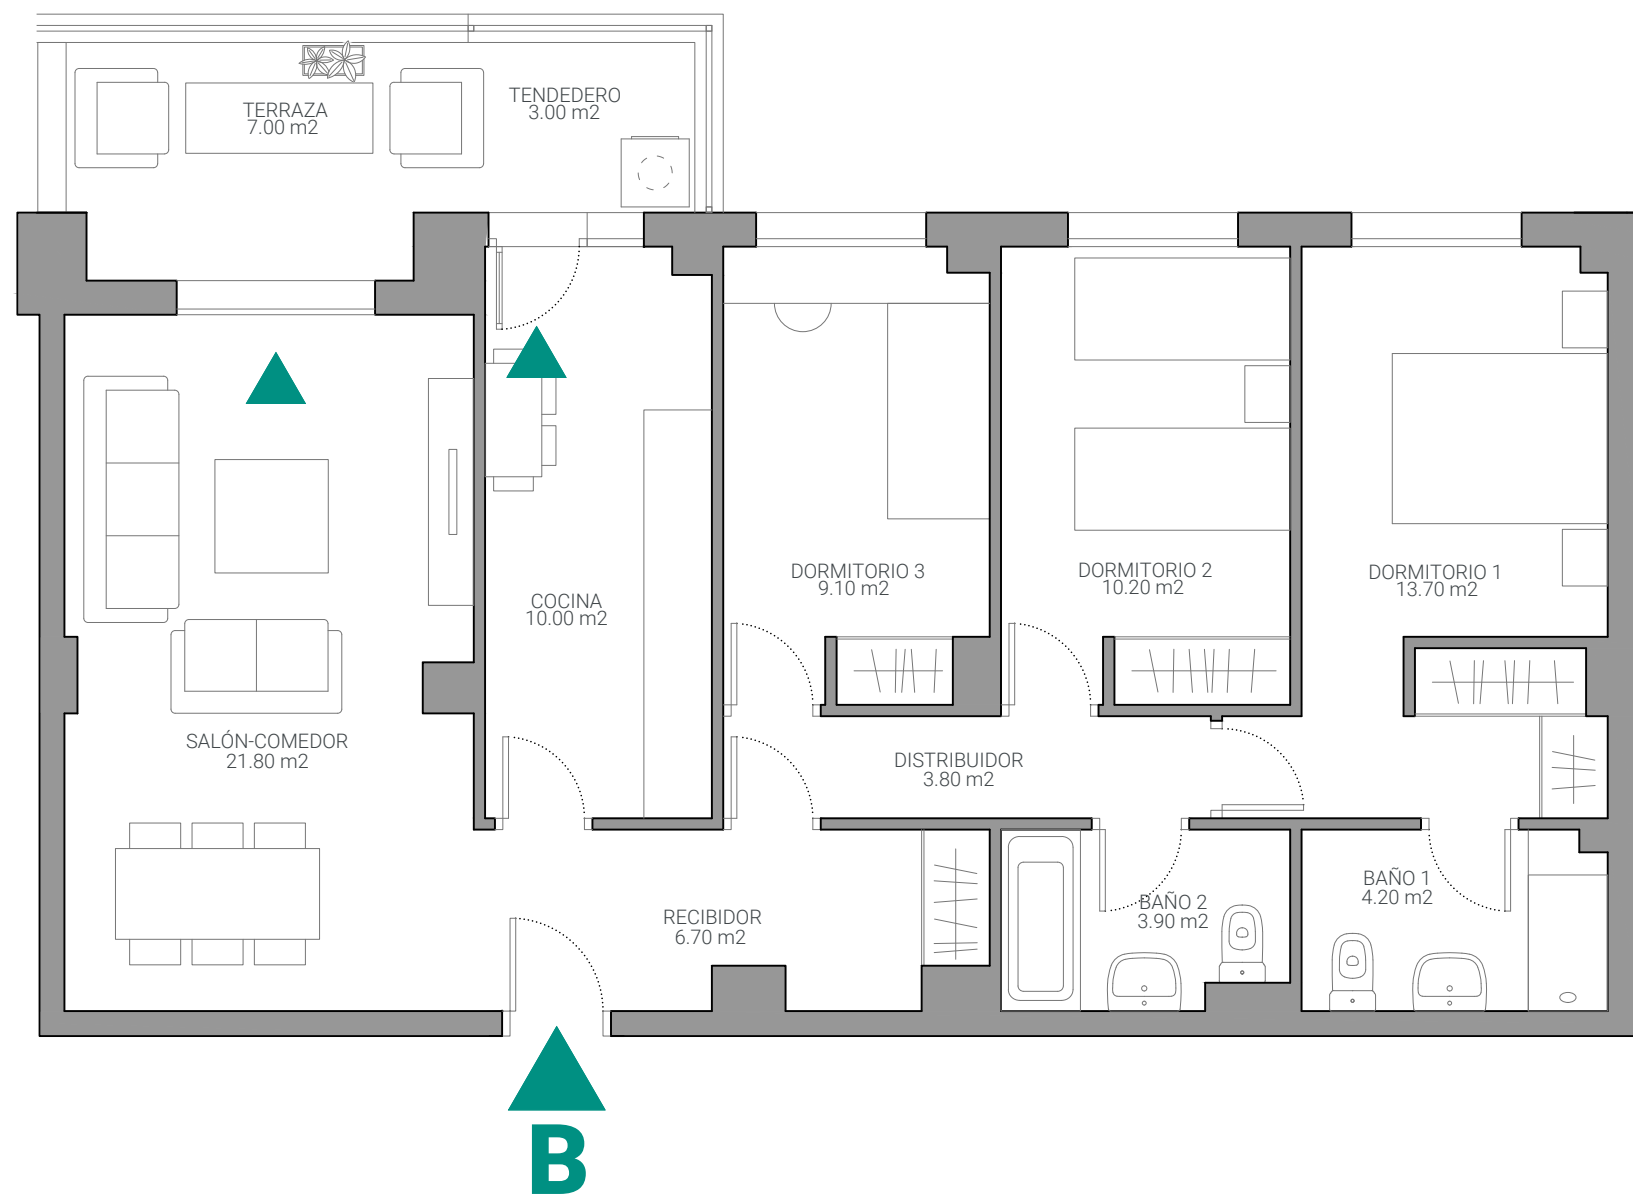 TERRAZA
7.00 m2
TENDEDERO
3.00 m2
DORMITORIO 3
9.10 m2
DORMITORIO 2
10.20 m2
DORMITORIO 1
13.70 m2
COCINA
10.00 m2
SALÓN-COMEDOR
21.80 m2
DISTRIBUIDOR
3.80 m2
RECIBIDOR
6.70 m2
BAÑO 2
3.90 m2
BAÑO 1
4.20 m2
B